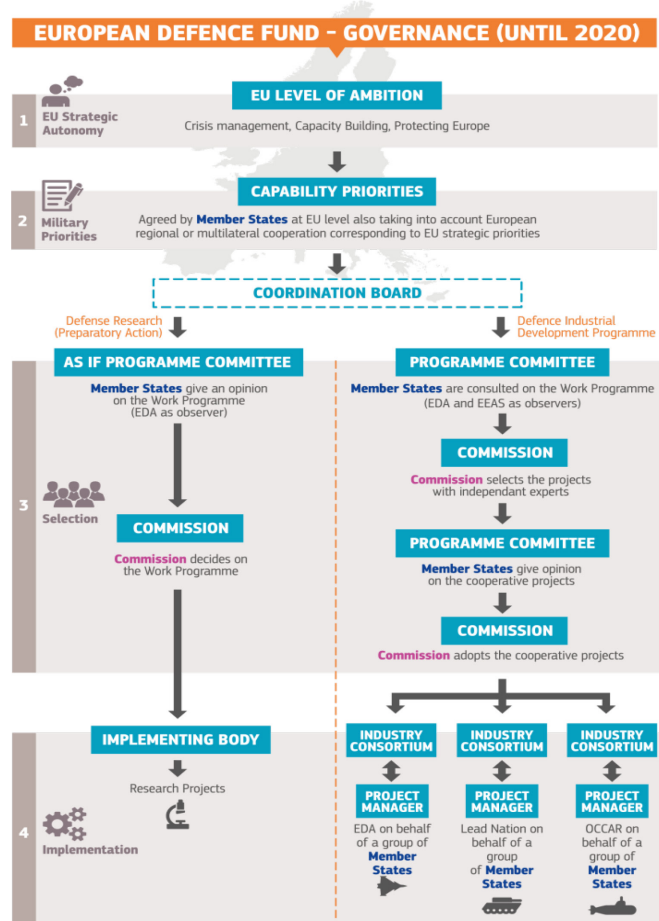 EUROPEAN DEFENCE FUND – GOVERNANCE (UNTIL 2020)
1
EU Strategic
Autonomy
EU LEVEL OF AMBITION
Crisis management, Capacity Building, Protecting Europe
2
Military
Priorities
CAPABILITY PRIORITIES
Agreed by Member States at EU level also taking into account European
regional or multilateral cooperation corresponding to EU strategic priorities
COORDINATION BOARD
Defense Research
(Preparatory Action)
Defence Industrial
Development Programme
3
Selection
AS IF PROGRAMME COMMITTEE
Member States give an opinion
on the Work Programme
(EDA as observer)
COMMISSION
Commission decides on
the Work Programme
PROGRAMME COMMITTEE
Member States are consulted on the Work Programme
(EDA and EEAS as observers)
COMMISSION
Commission selects the projects
with independant experts
PROGRAMME COMMITTEE
Member States give opinion
on the cooperative projects
COMMISSION
Commission adopts the cooperative projects
4
Implementation
IMPLEMENTING BODY
Research Projects
INDUSTRY
CONSORTIUM
PROJECT
MANAGER
EDA on behalf
of a group of
Member
States
INDUSTRY
CONSORTIUM
PROJECT
MANAGER
Lead Nation on
behalf of a
group
of Member
States
INDUSTRY
CONSORTIUM
PROJECT
MANAGER
OCCAR on
behalf of a
group of
Member
States